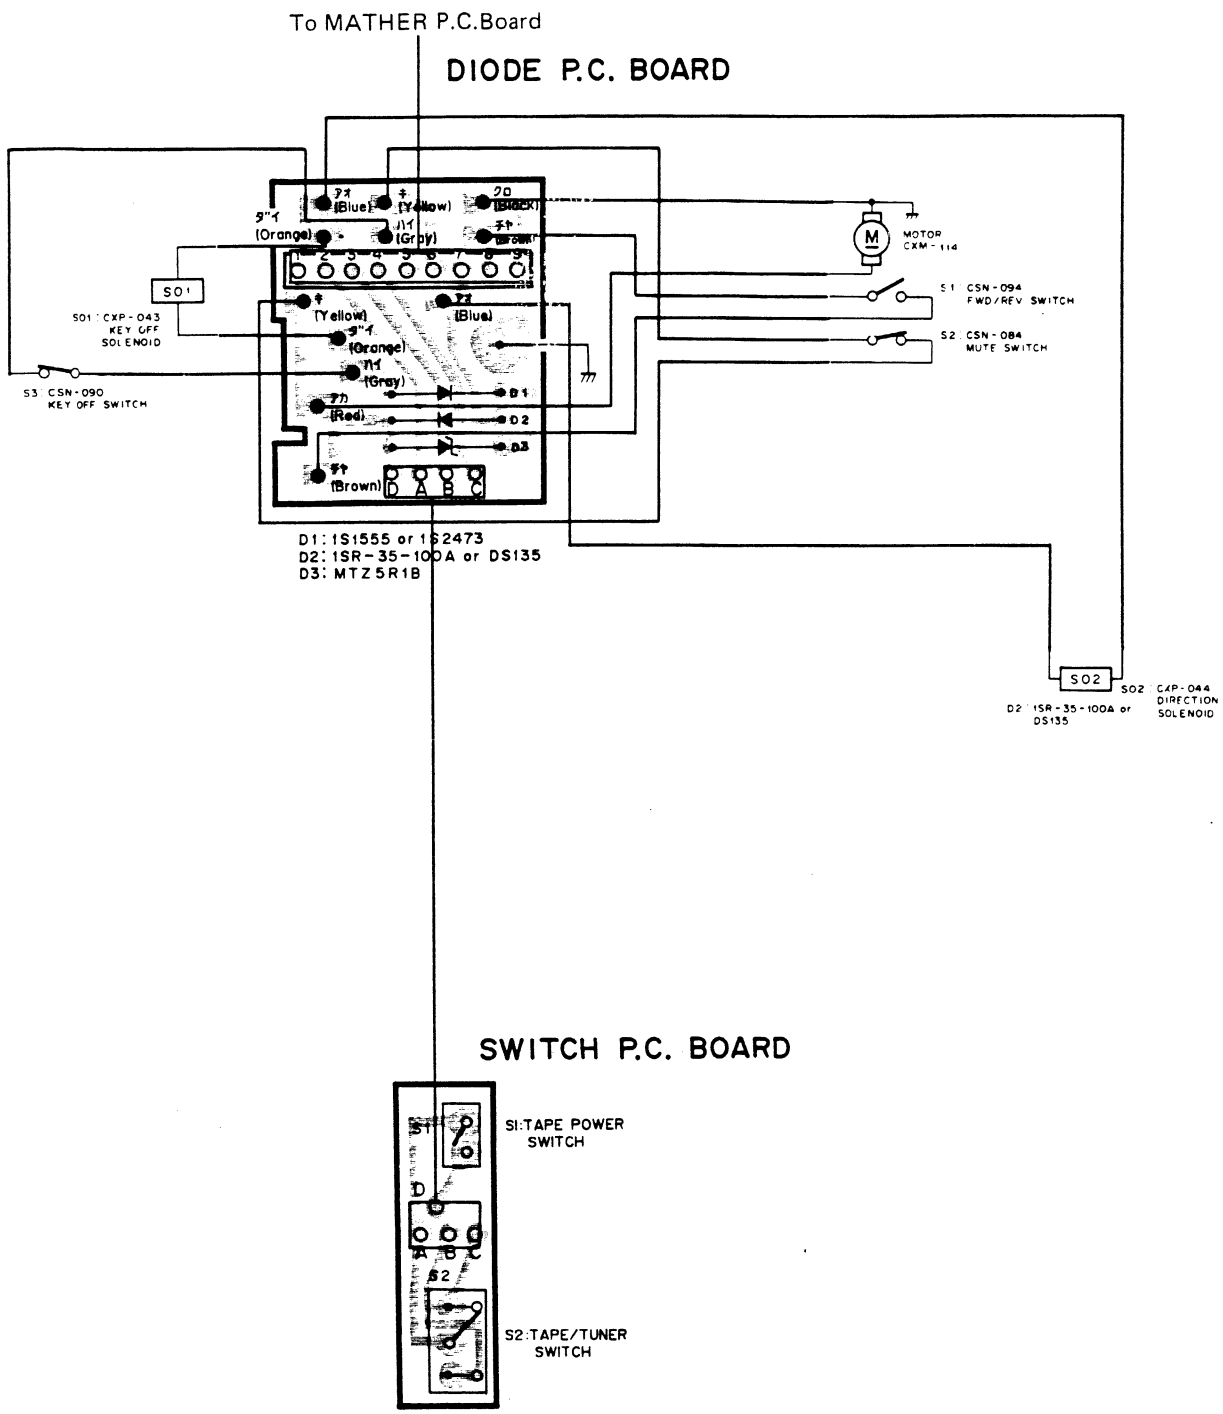 To MATHER P.C.Board
DIODE P.C. BOARD
アオ
(Blue)
キ
(Yellow)
クロ
(Black)
ダイ
(Orange)
ハイ
(Gray)
チャ
(Brown)
1 2 3 4 5 6 7 8 9
M
MOTOR
CXM-114
SO1
SO1: CXP-043
KEY OFF
SOLENOID
キ
(Yellow)
アオ
(Blue)
ダイ
(Orange)
ハイ
(Gray)
アカ
(Red)
チャ
(Brown)
D1
D2
D3
D A B C
S1: CSN-094
FWD/REV SWITCH
S2: CSN-084
MUTE SWITCH
S3: CSN-090
KEY OFF SWITCH
D1: 1S1555 or 1S2473
D2: 1SR-35-100A or DS135
D3: MTZ5R1B
SO2
SO2: CXP-044
DIRECTION
SOLENOID
D2: 1SR-35-100A or
DS135
SWITCH P.C. BOARD
S1
S1:TAPE POWER
SWITCH
D
A B C
S2
S2:TAPE/TUNER
SWITCH